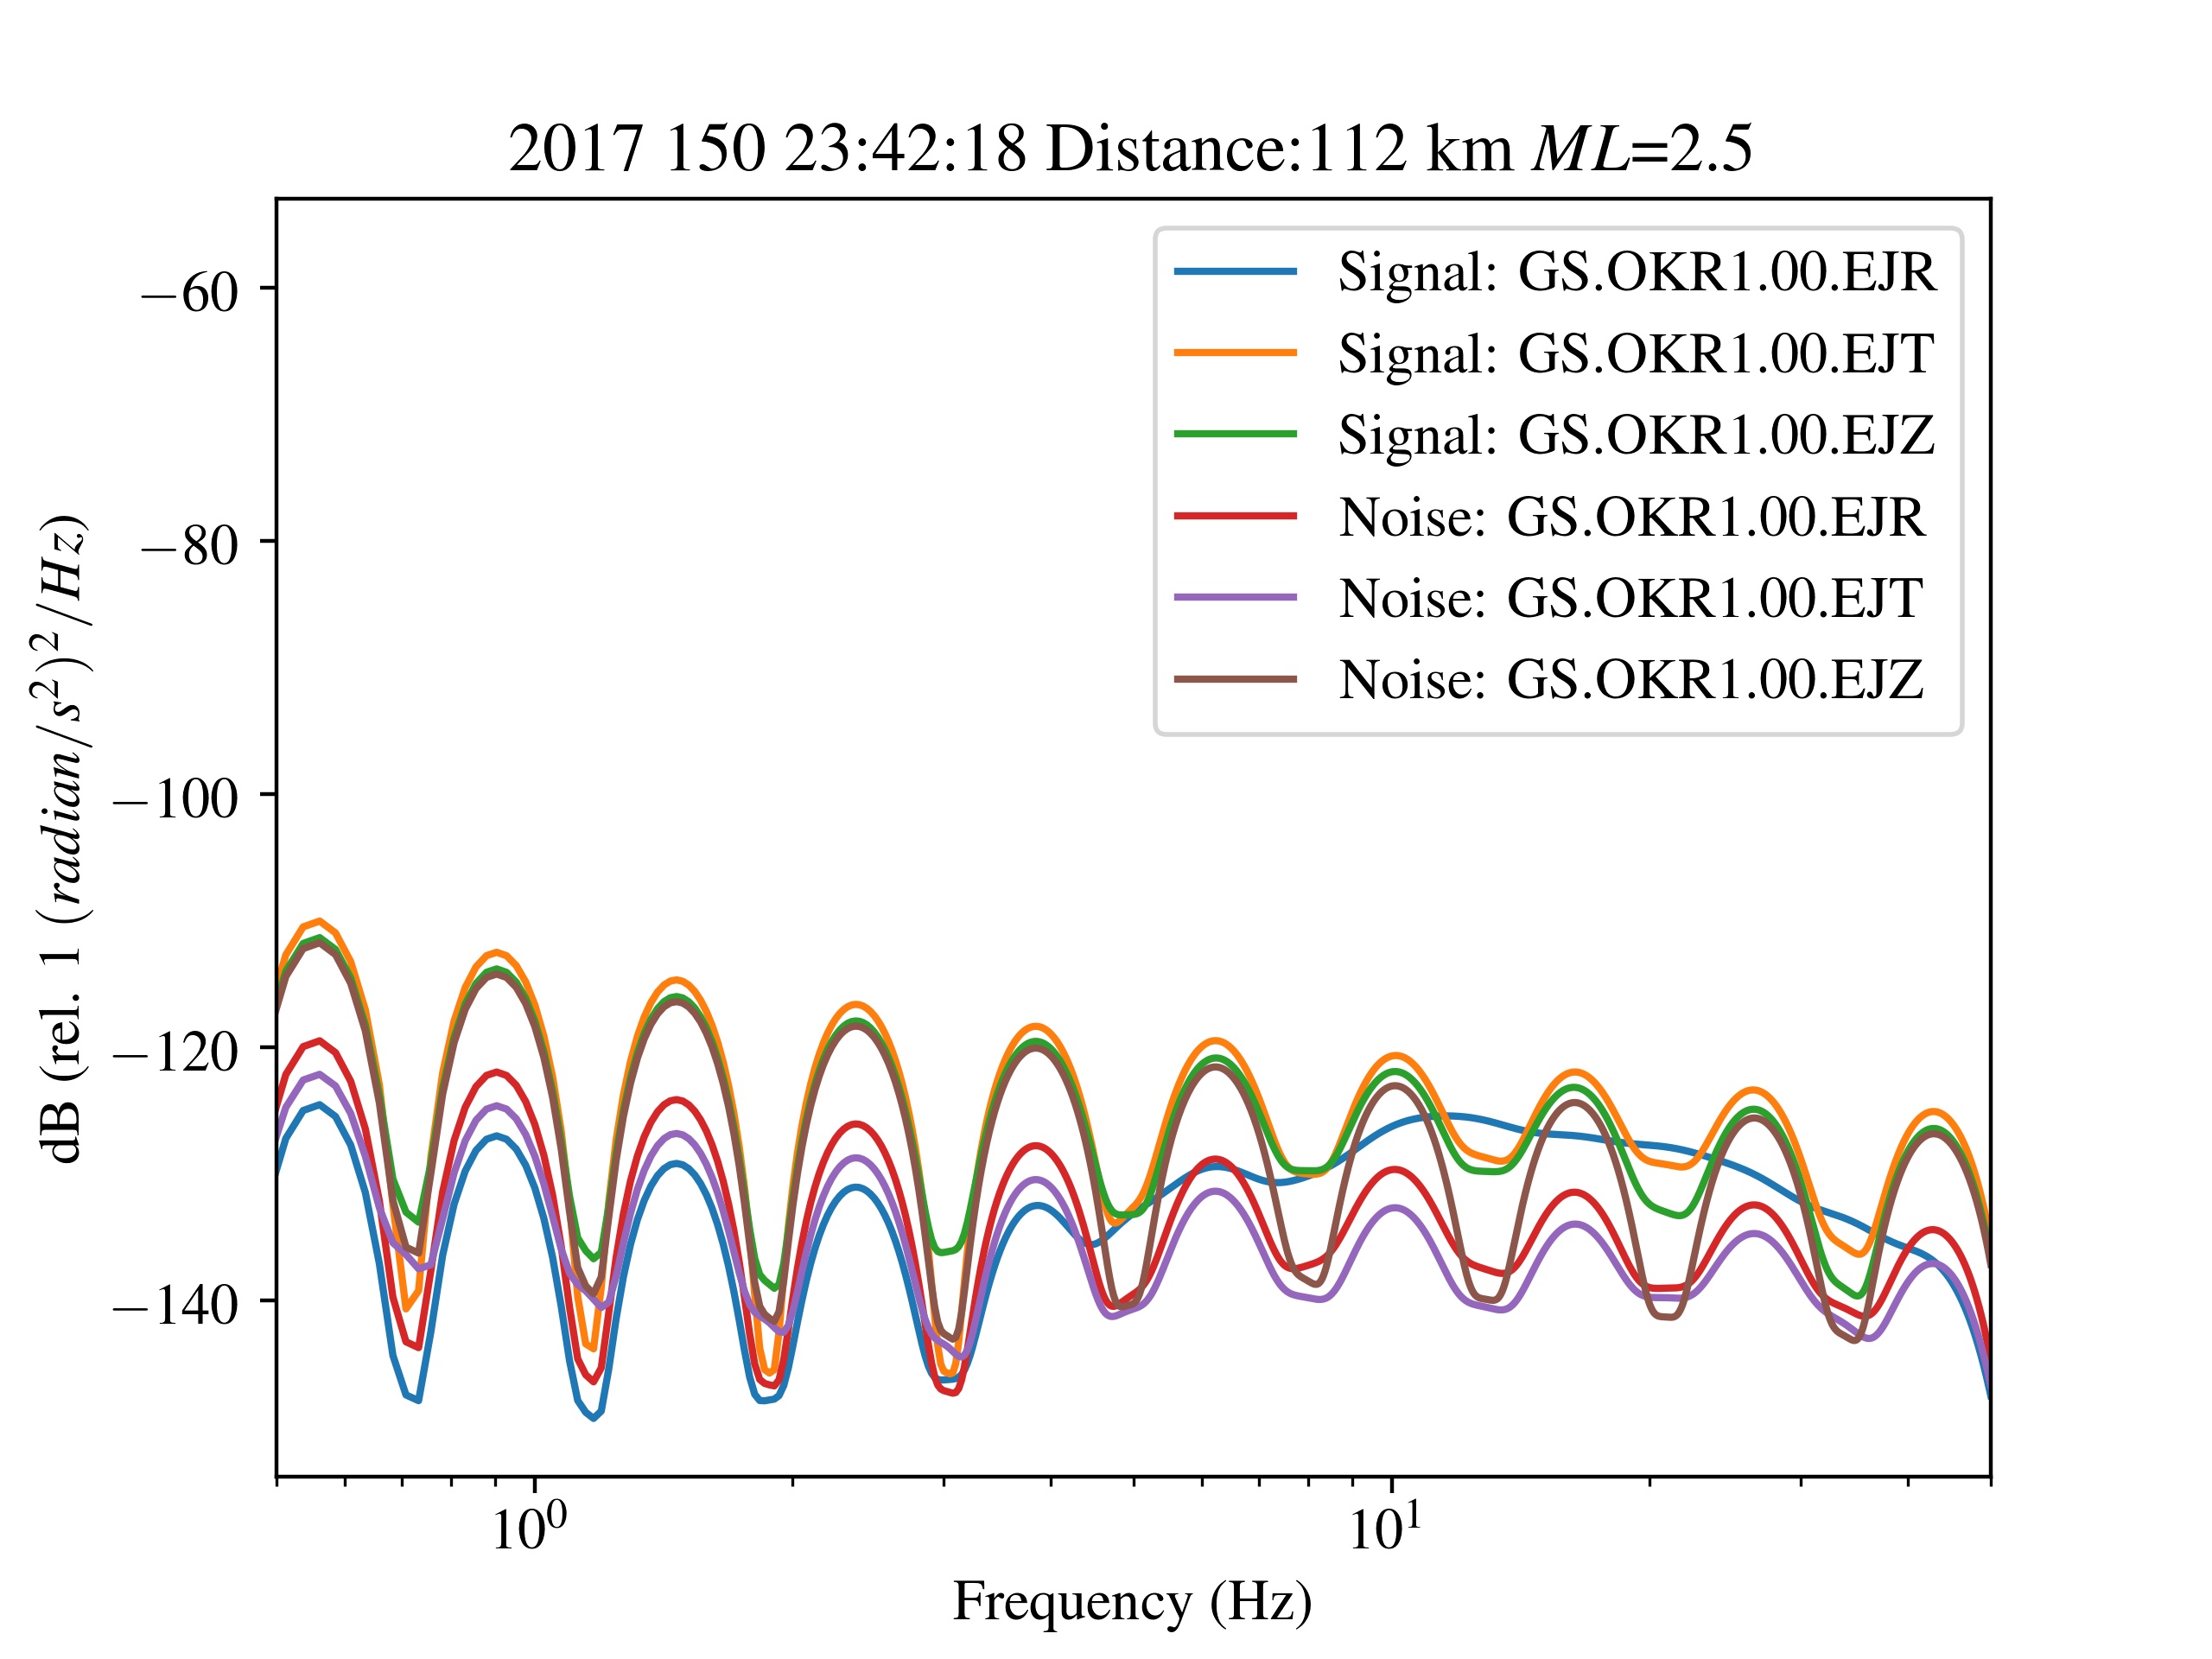 2017 150 23:42:18 Distance:112 km ML=2.5
Signal: GS.OKR1.00.EJR
Signal: GS.OKR1.00.EJT
Signal: GS.OKR1.00.EJZ
Noise: GS.OKR1.00.EJR
Noise: GS.OKR1.00.EJT
Noise: GS.OKR1.00.EJZ
dB (rel. 1 (radian/s²)²/Hz)
−60
−80
−100
−120
−140
10⁰ 10¹
Frequency (Hz)